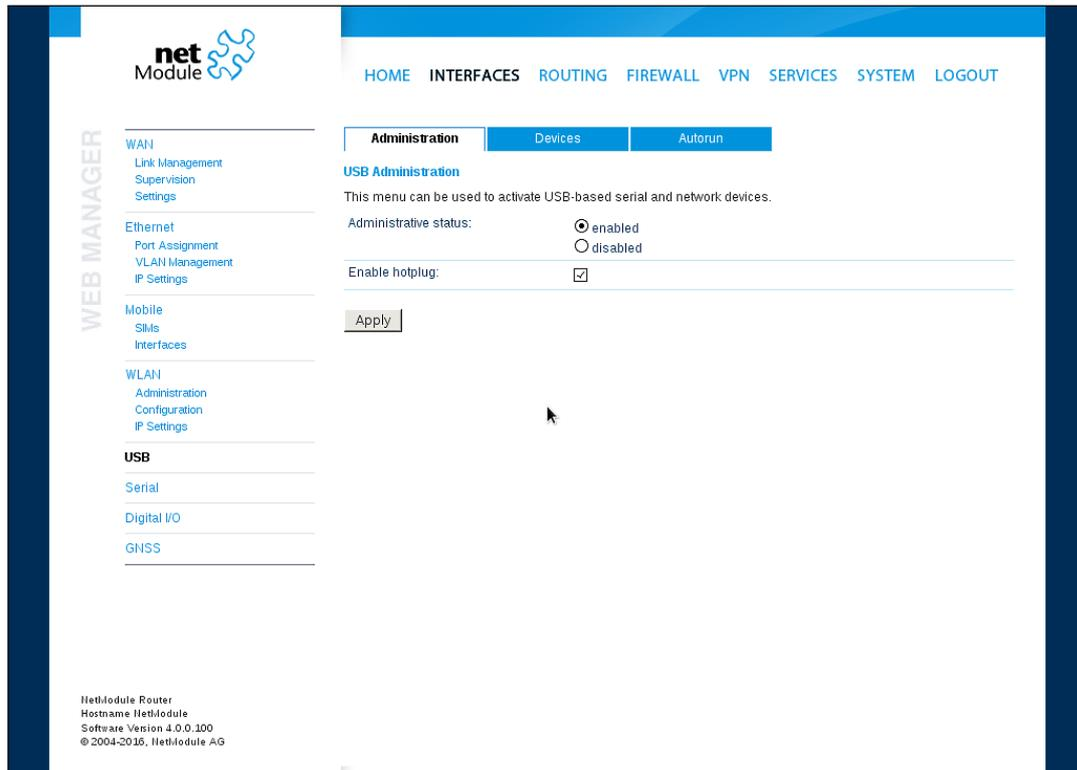 net
Module
HOME INTERFACES ROUTING FIREWALL VPN SERVICES SYSTEM LOGOUT
WEB MANAGER
WAN
Link Management
Supervision
Settings
Ethernet
Port Assignment
VLAN Management
IP Settings
Mobile
SIMs
Interfaces
WLAN
Administration
Configuration
IP Settings
USB
Serial
Digital I/O
GNSS
Administration Devices Autorun
USB Administration
This menu can be used to activate USB-based serial and network devices.
Administrative status:
enabled
disabled
Enable hotplug:
Apply
NetModule Router
Hostname NetModule
Software Version 4.0.0.100
© 2004-2016, NetModule AG